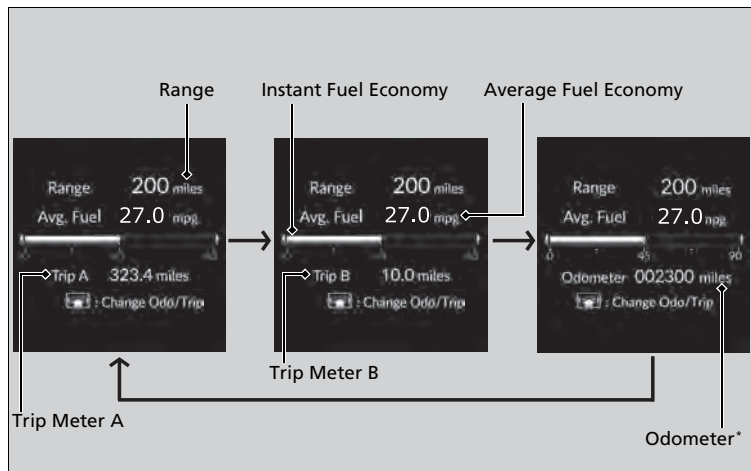 Range Instant Fuel Economy Average Fuel Economy
Range 200 miles
Avg. Fuel 27.0 mpg
Trip A 323.4 miles
: Change Odo/Trip
Range 200 miles
Avg. Fuel 27.0 mpg
Trip B 10.0 miles
: Change Odo/Trip
Range 200 miles
Avg. Fuel 27.0 mpg
0 45 90
Odometer 002300 miles
: Change Odo/Trip
Trip Meter A
Trip Meter B
Odometer*